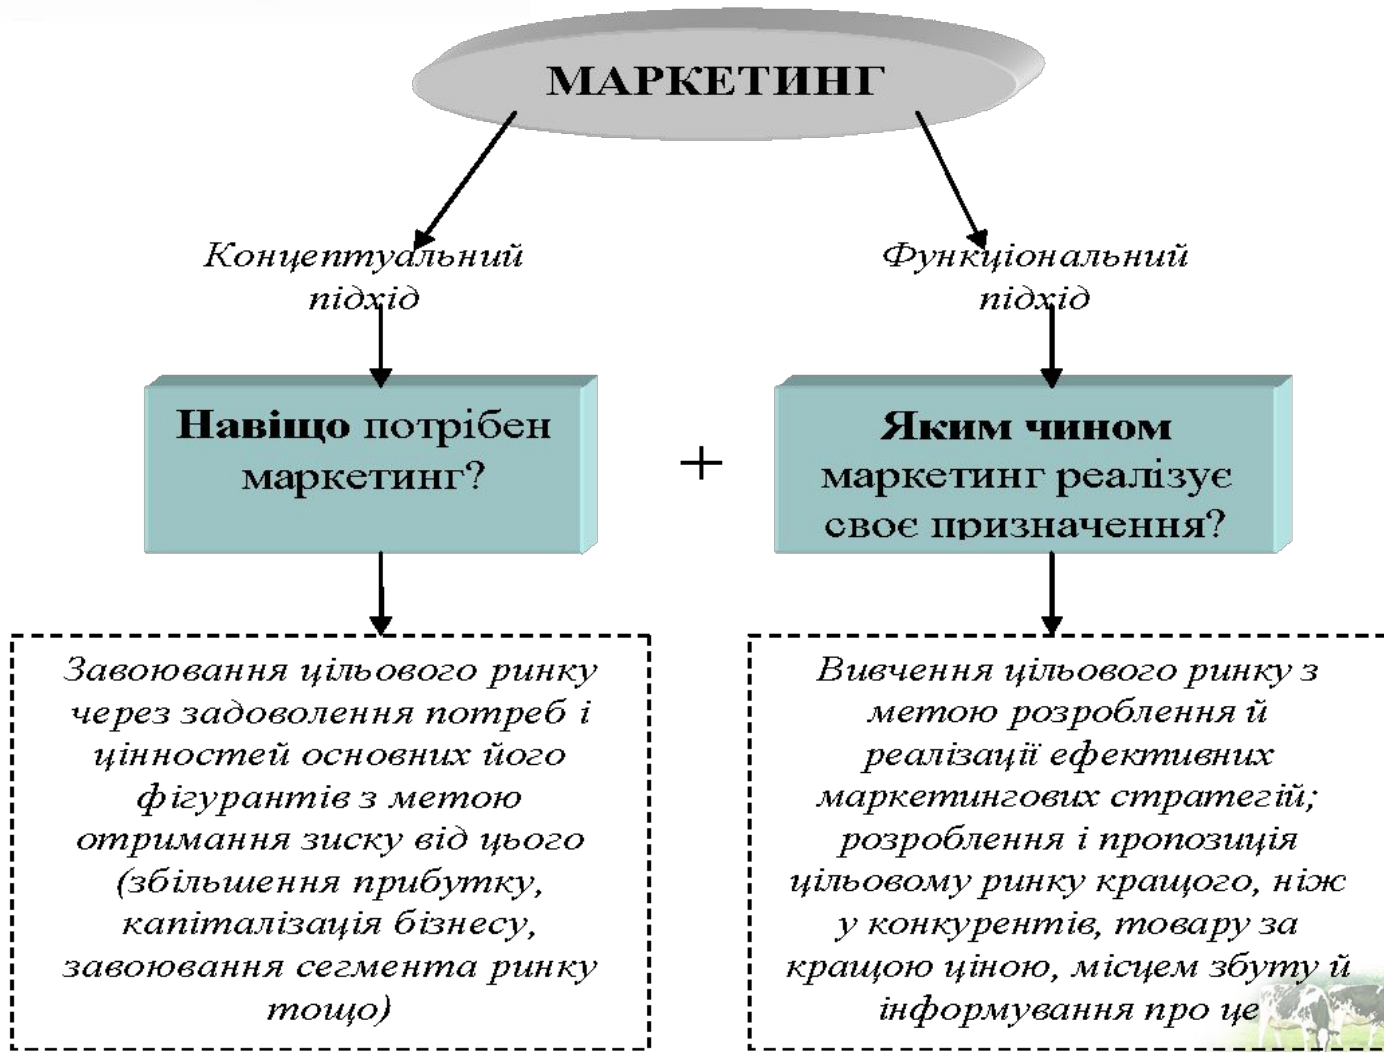 МАРКЕТИНГ
Концептуальний
підхід
Функціональний
підхід
Навіщо потрібен
маркетинг?
+
Яким чином
маркетинг реалізує
своє призначення?
Завоювання цільового ринку
через задоволення потреб і
цінностей основних його
фігурантів з метою
отримання зиску від цього
(збільшення прибутку,
капіталізація бізнесу,
завоювання сегмента ринку
тощо)
Вивчення цільового ринку з
метою розроблення й
реалізації ефективних
маркетингових стратегій;
розроблення і пропозиція
цільовому ринку кращого, ніж
у конкурентів, товару за
кращою ціною, місцем збуту й
інформування про це